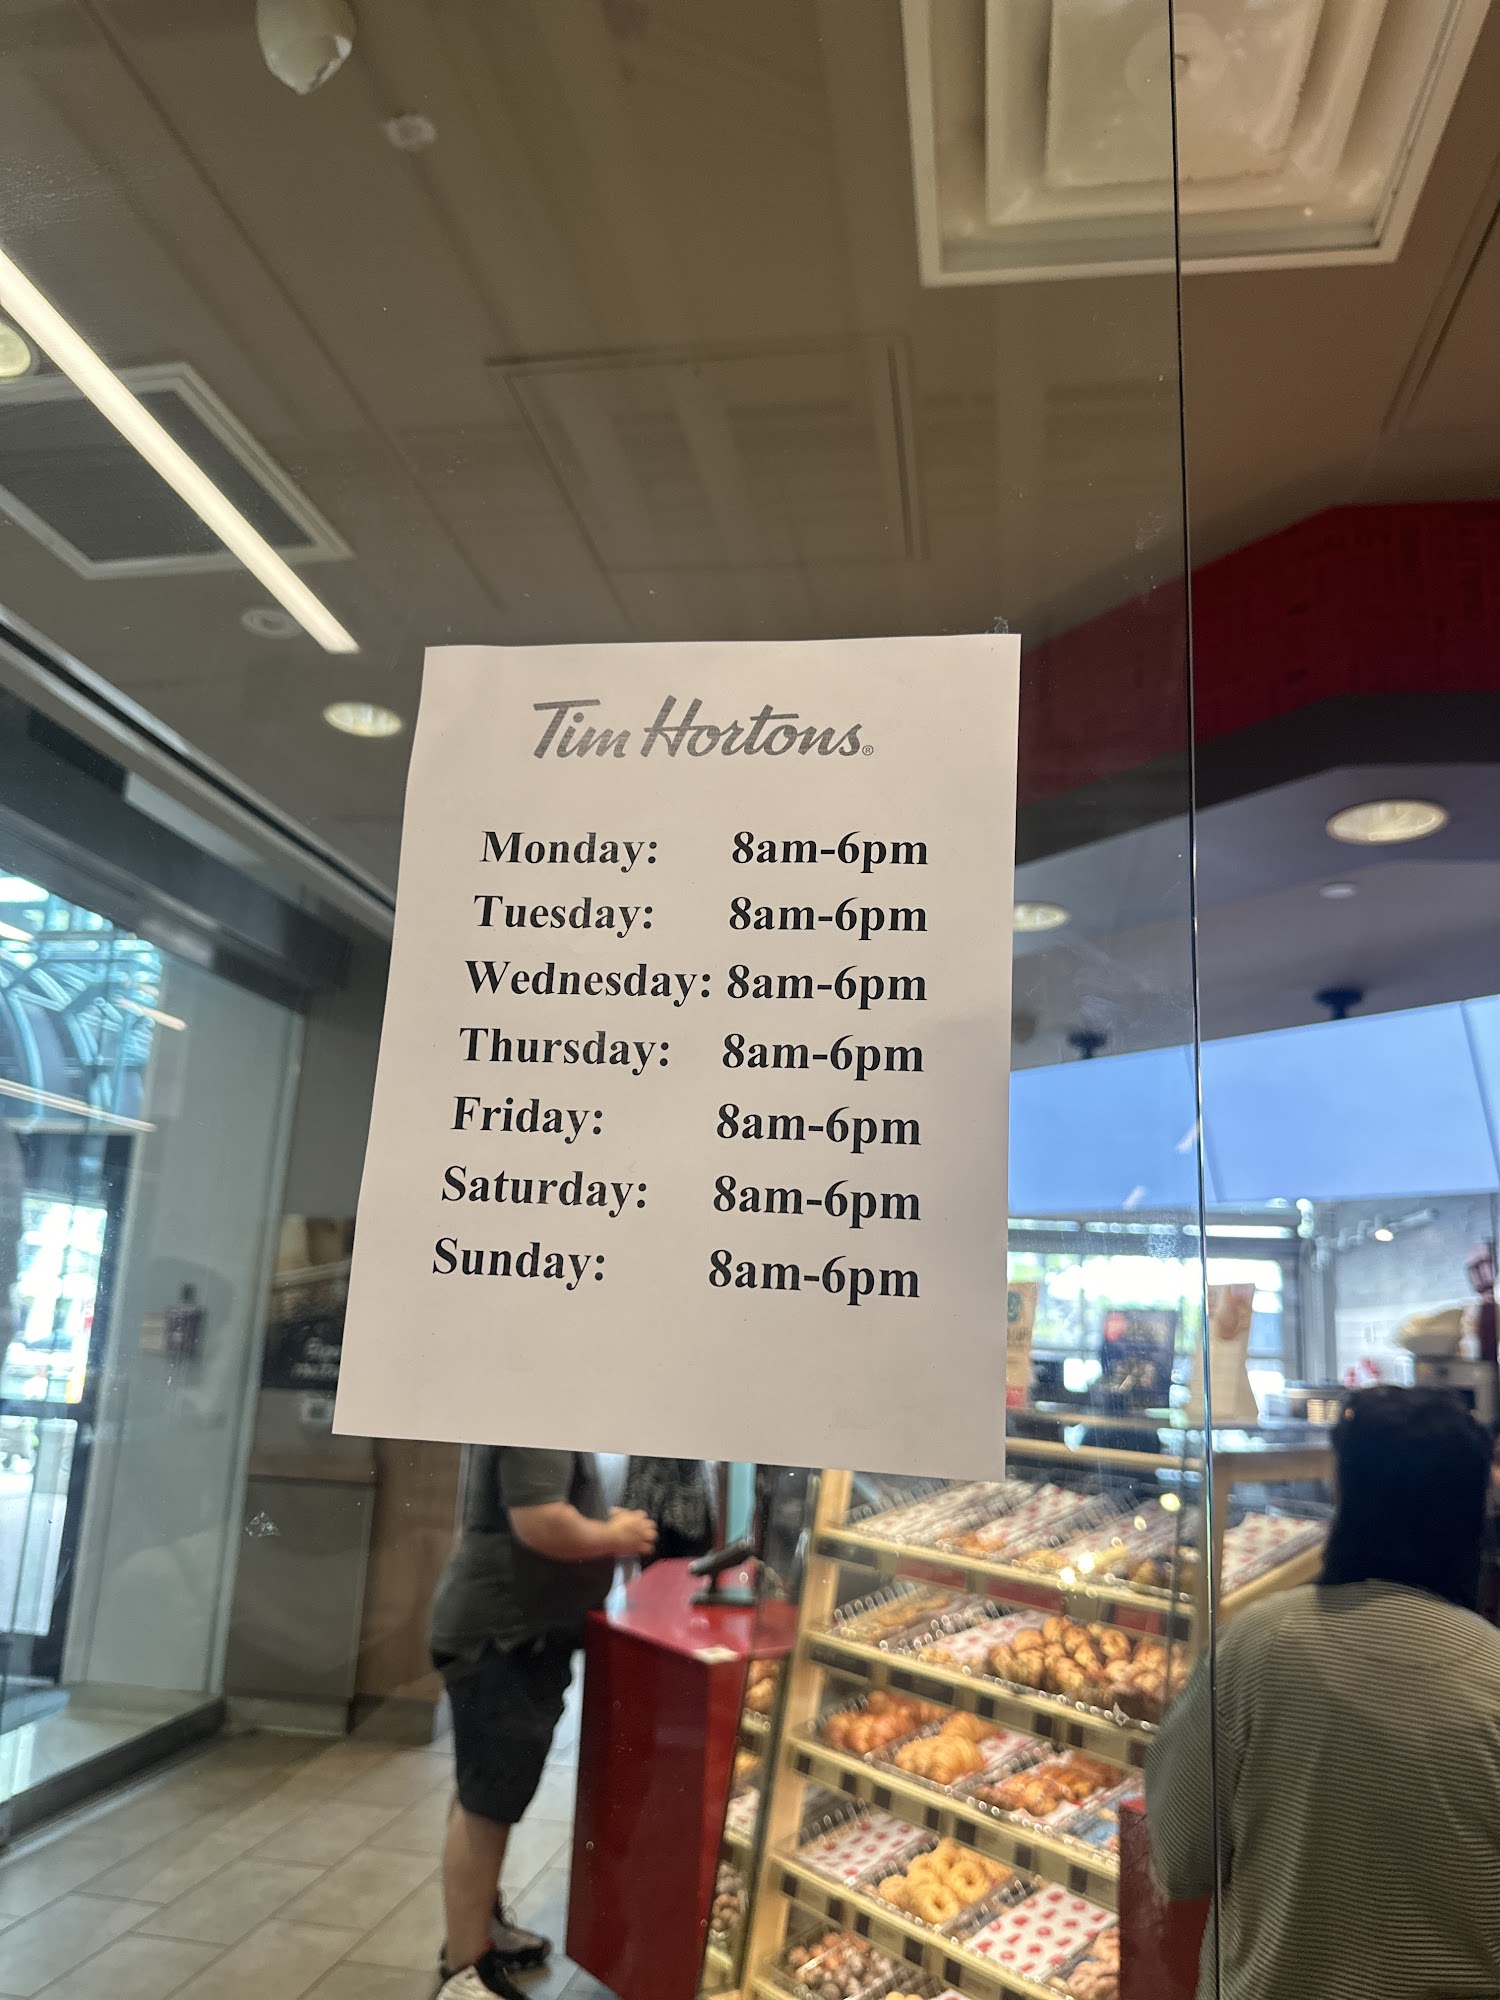 Tim Hortons®
Monday: 8am-6pm
Tuesday: 8am-6pm
Wednesday: 8am-6pm
Thursday: 8am-6pm
Friday: 8am-6pm
Saturday: 8am-6pm
Sunday: 8am-6pm